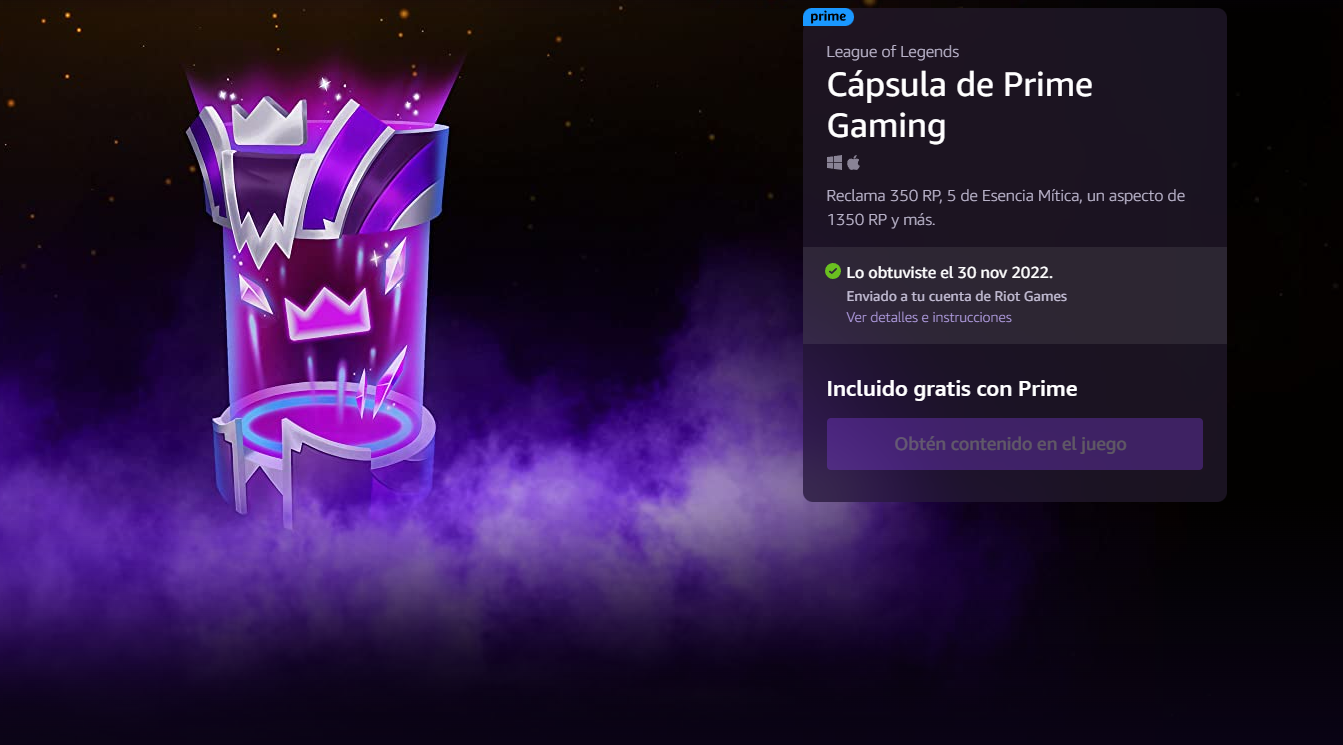 prime
League of Legends
Cápsula de Prime
Gaming
Reclama 350 RP, 5 de Esencia Mítica, un aspecto de
1350 RP y más.
Lo obtuviste el 30 nov 2022.
Enviado a tu cuenta de Riot Games
Ver detalles e instrucciones
Incluido gratis con Prime
Obtén contenido en el juego